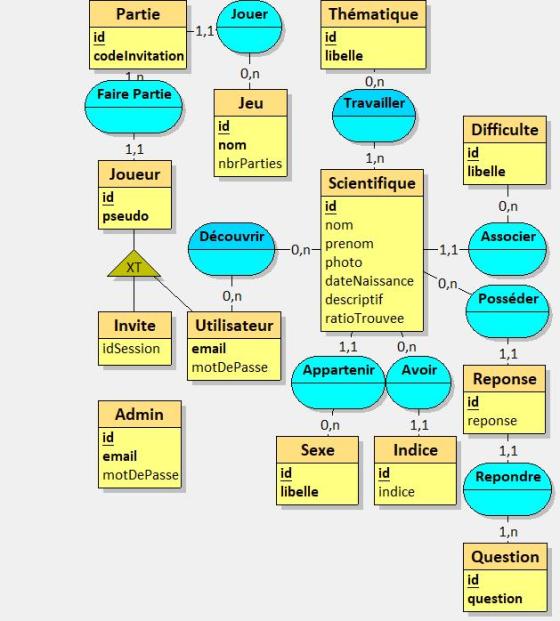 Partie
id
codeInvitation
1,1
Jouer
Thématique
id
libelle
1,n
0,n
0,n
Faire Partie
Jeu
id
nom
nbrParties
Travailler
1,1
1,n
Difficulte
id
libelle
Joueur
id
pseudo
Scientifique
id
nom
prenom
photo
dateNaissance
descriptif
ratioTrouvee
0,n
Découvrir
0,n
1,1
Associer
XT
0,n
0,n
Posséder
Invite
idSession
Utilisateur
email
motDePasse
1,1
0,n
1,1
Appartenir
Avoir
Reponse
id
reponse
Admin
id
email
motDePasse
0,n
1,1
1,1
Sexe
id
libelle
Indice
id
indice
Repondre
1,n
Question
id
question